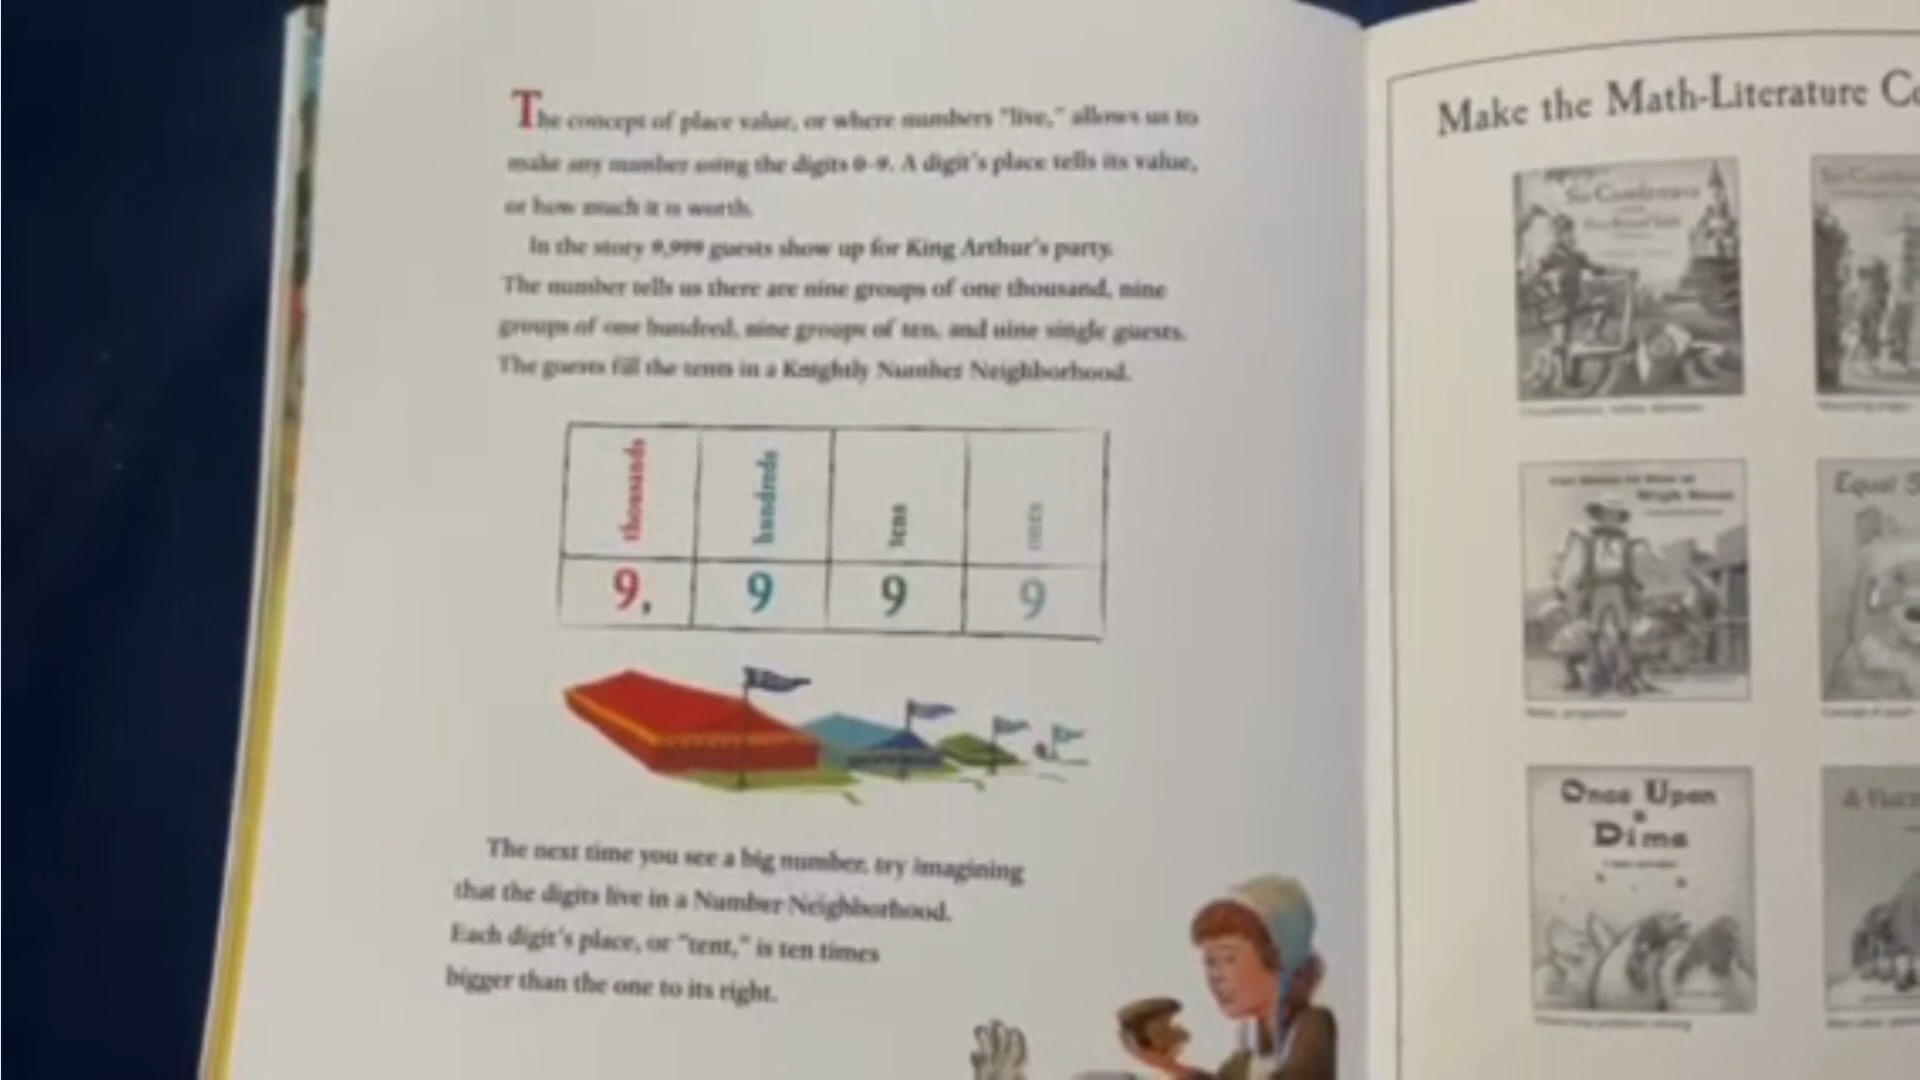 The concept of place value, or where numbers "live," allows us to
make any number using the digits 0–9. A digit's place tells its value,
or how much it is worth.
In the story 9,999 guests show up for King Arthur's party.
The number tells us there are nine groups of one thousand, nine
groups of one hundred, nine groups of ten, and nine single guests.
The guests fill the tents in a Knightly Number Neighborhood.
thousands
hundreds
tens
ones
9,
9
9
9
The next time you see a big number, try imagining
that the digits live in a Number Neighborhood.
Each digit's place, or "tent," is ten times
bigger than the one to its right.
Make the Math-Literature
Sir Cumference
Equal
Once Upon
a
Dime